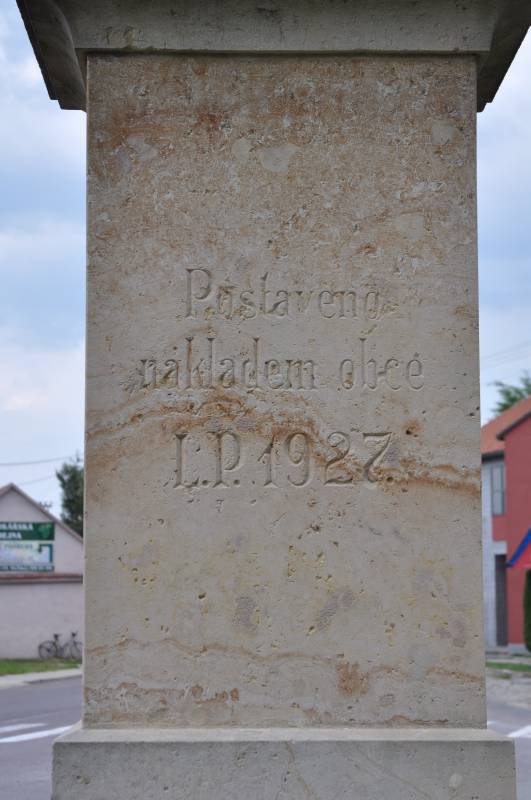 Postaveno
nákladem obce
L.P. 1927.